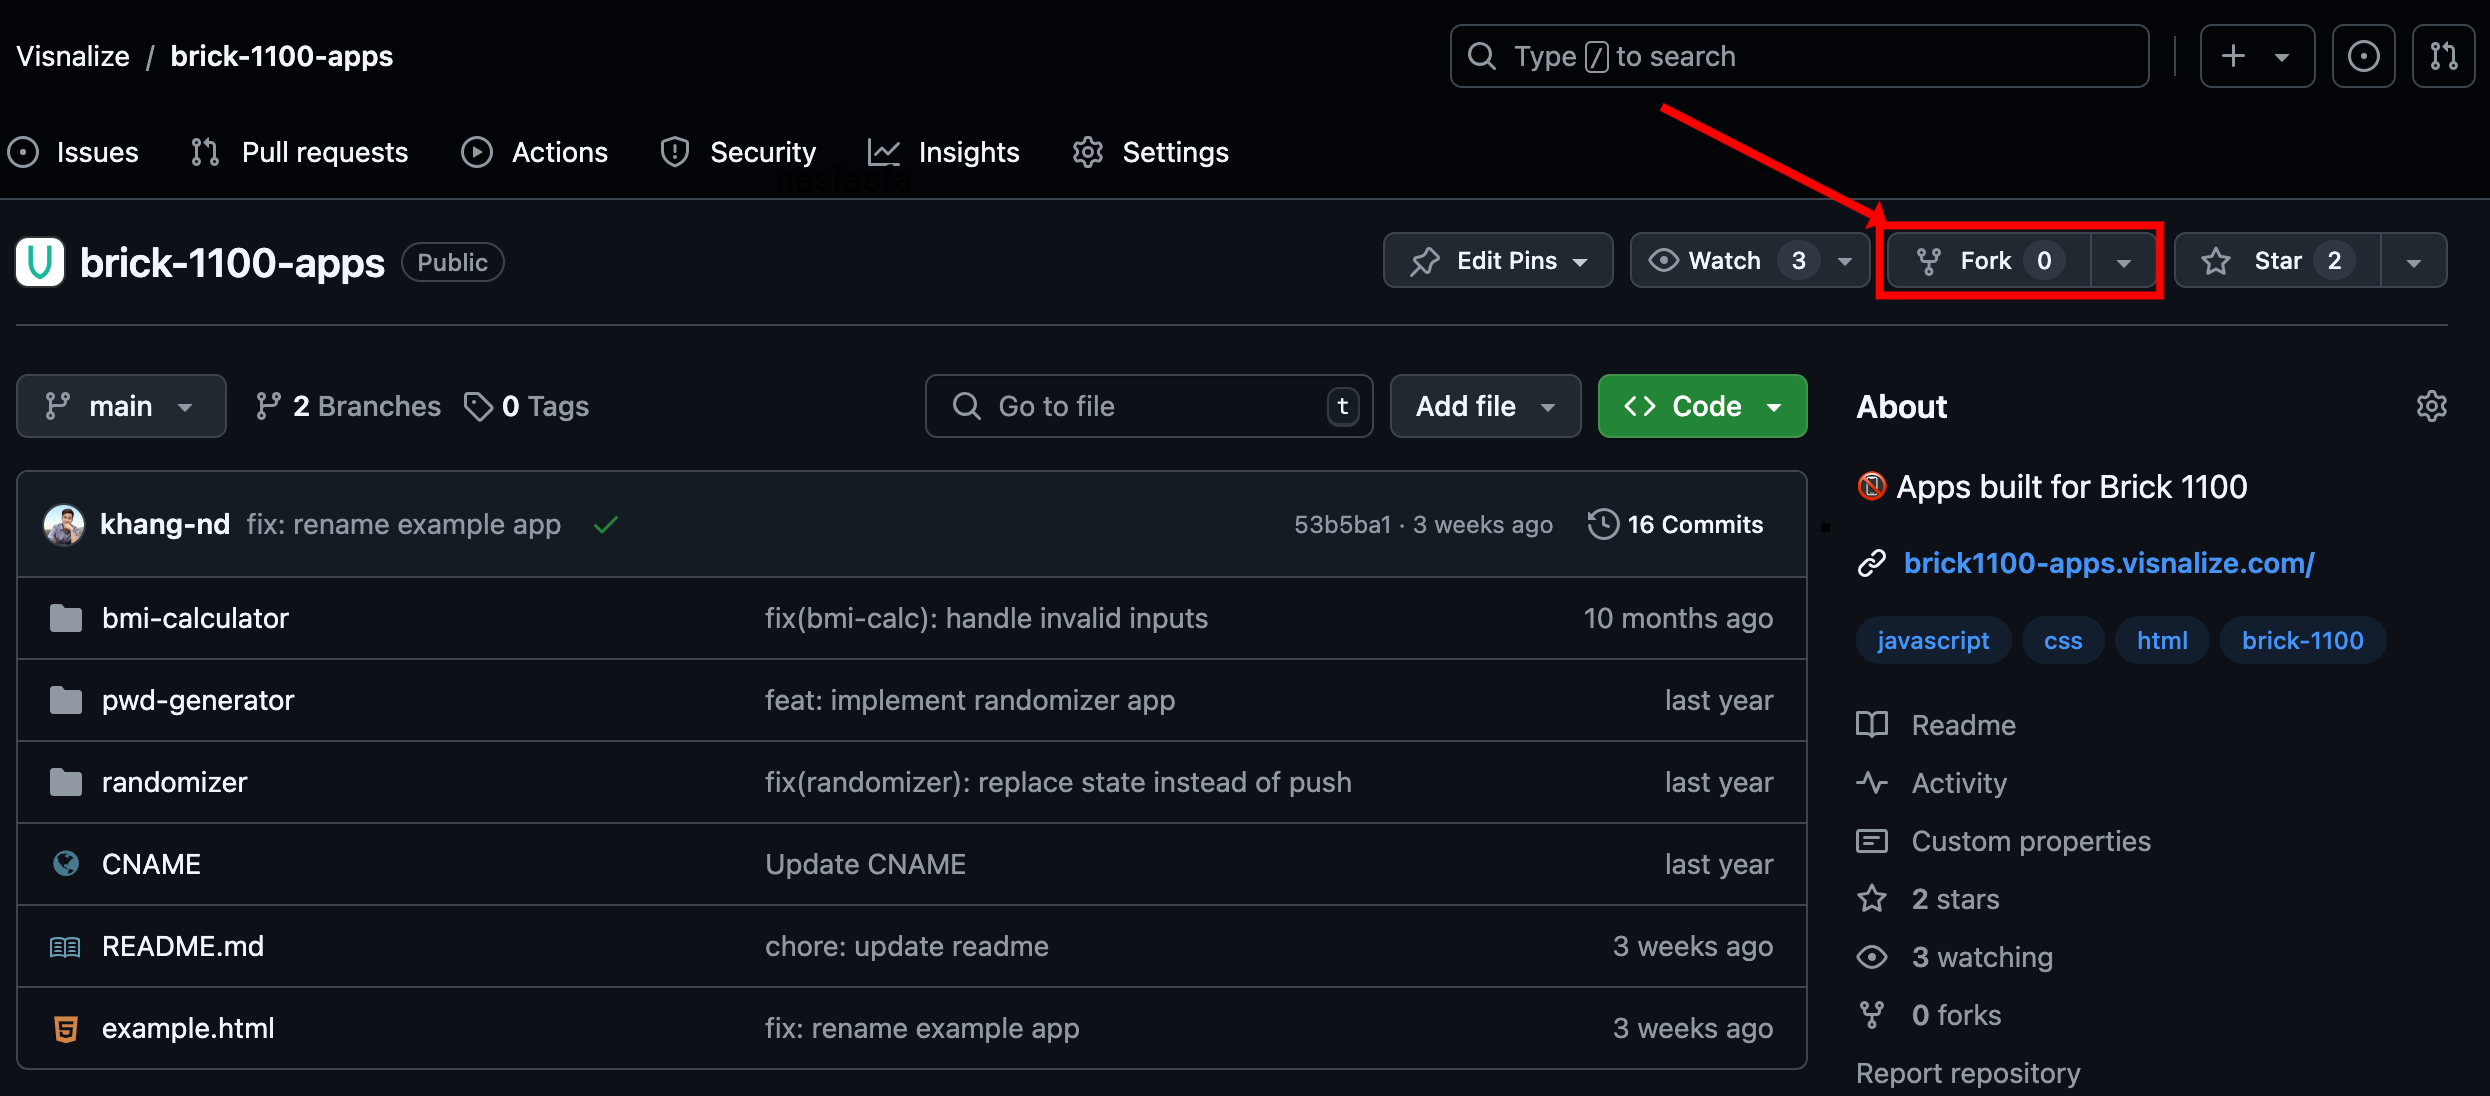 Visnalize / brick-1100-apps
Type / to search
Issues Pull requests Actions Security Insights Settings
aasfasfa
brick-1100-apps Public
Edit Pins Watch 3 Fork 0 Star 2
main 2 Branches 0 Tags
Go to file t Add file Code
About
khang-nd fix: rename example app 53b5ba1 · 3 weeks ago 16 Commits
Apps built for Brick 1100
brick1100-apps.visnalize.com/
bmi-calculator fix(bmi-calc): handle invalid inputs 10 months ago
javascript css html brick-1100
pwd-generator feat: implement randomizer app last year
Readme
randomizer fix(randomizer): replace state instead of push last year
Activity
Custom properties
CNAME Update CNAME last year
2 stars
README.md chore: update readme 3 weeks ago
3 watching
example.html fix: rename example app 3 weeks ago
0 forks
Report repository